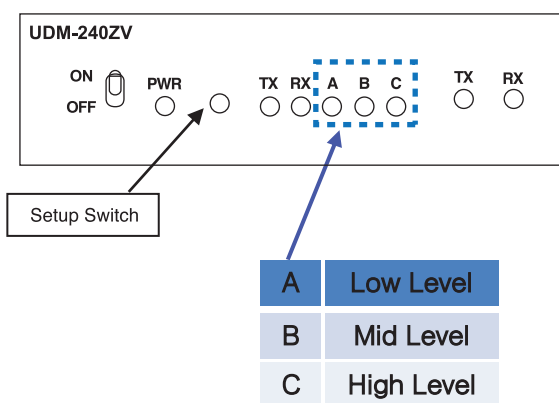 UDM-240ZV
ON
OFF
PWR
TX RX A B C
TX RX
Setup Switch
A Low Level
B Mid Level
C High Level